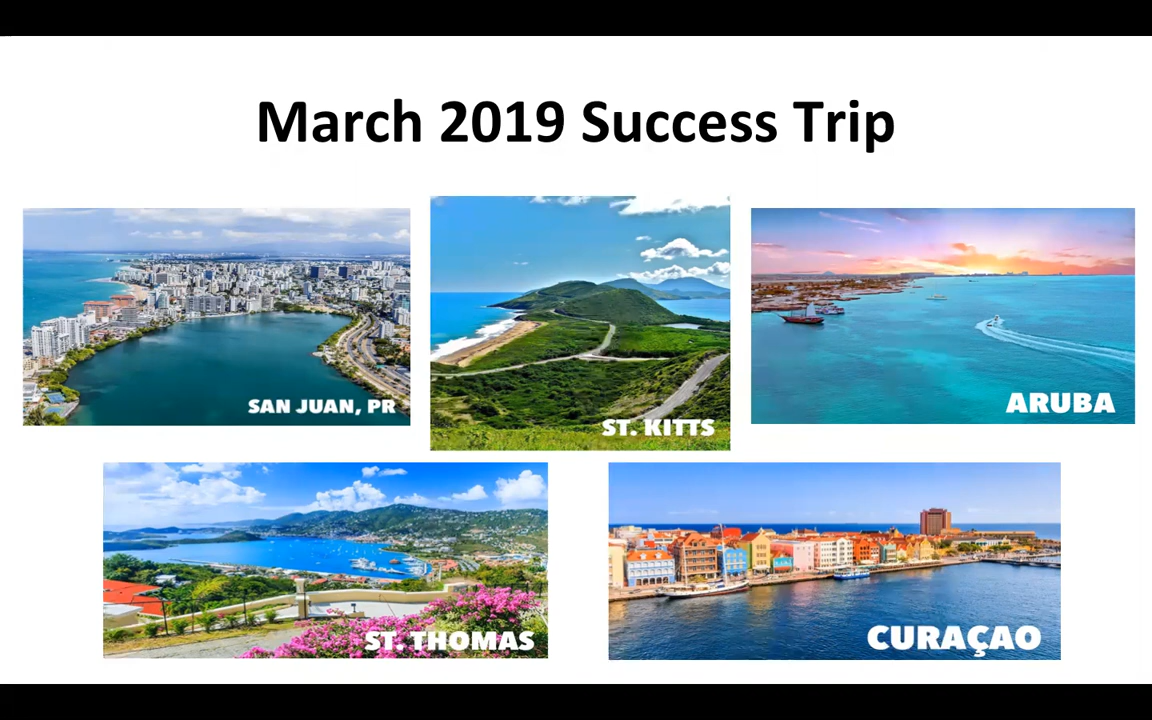 March 2019 Success Trip
SAN JUAN, PR
ST. KITTS
ARUBA
ST. THOMAS
CURAÇAO